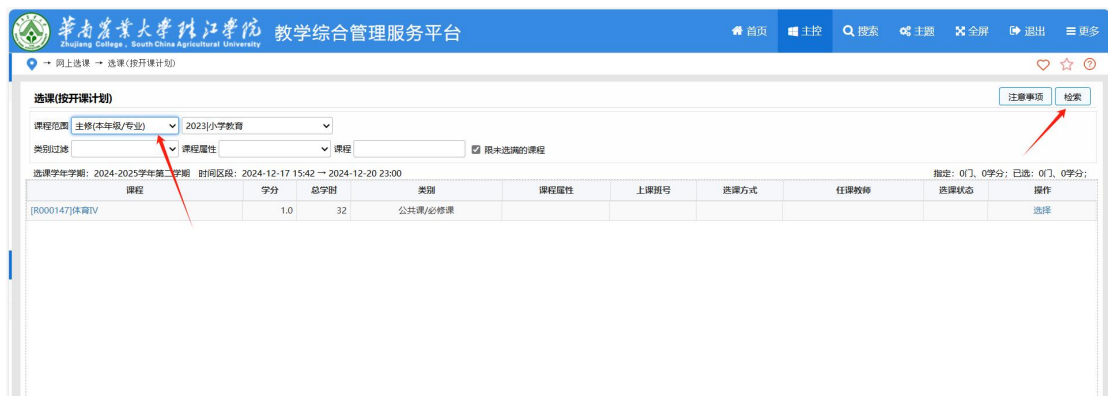 华南农业大学珠江学院 教学综合管理服务平台 首页 主控 搜索 主题 全屏 退出 更多
Zhujiang College, South China Agricultural University
→ 网上选课 → 选课(按开课计划)
选课(按开课计划) 注意事项 检索
课程范围 主修(本年级/专业) 2023|小学教育
类别过滤 课程属性 课程 限未选满的课程
选课学年学期: 2024-2025学年第二学期 时间区段: 2024-12-17 15:42 → 2024-12-20 23:00 指定: 0门、0学分; 已选: 0门、0学分;
课程 学分 总学时 类别 课程属性 上课班号 选课方式 任课教师 选课状态 操作
[R000147]体育IV 1.0 32 公共课/必修课 选择